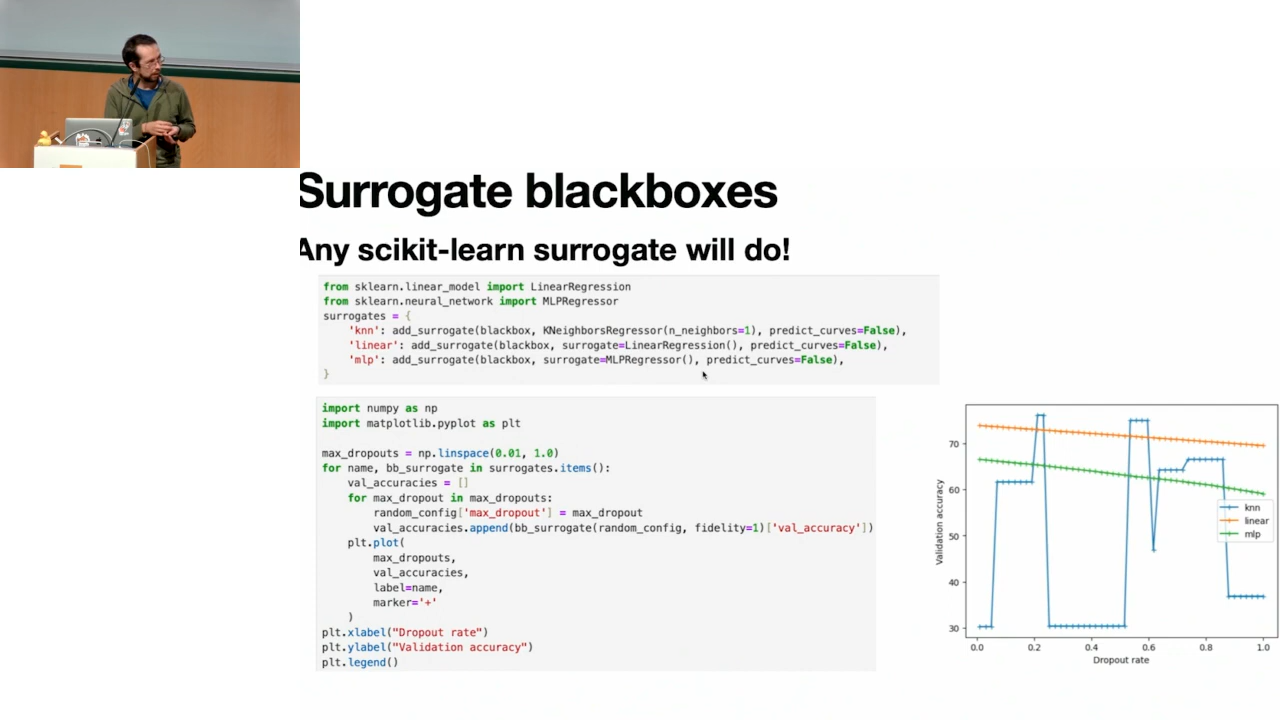 Surrogate blackboxes
Any scikit-learn surrogate will do!
from sklearn.linear_model import LinearRegression
from sklearn.neural_network import MLPRegressor
surrogates = {
    'knn': add_surrogate(blackbox, KNeighborsRegressor(n_neighbors=1), predict_curves=False),
    'linear': add_surrogate(blackbox, surrogate=LinearRegression(), predict_curves=False),
    'mlp': add_surrogate(blackbox, surrogate=MLPRegressor(), predict_curves=False),
}
import numpy as np
import matplotlib.pyplot as plt
max_dropouts = np.linspace(0.01, 1.0)
for name, bb_surrogate in surrogates.items():
    val_accuracies = []
    for max_dropout in max_dropouts:
        random_config['max_dropout'] = max_dropout
        val_accuracies.append(bb_surrogate(random_config, fidelity=1)['val_accuracy'])
    plt.plot(
        max_dropouts,
        val_accuracies,
        label=name,
        marker='+'
    )
plt.xlabel("Dropout rate")
plt.ylabel("Validation accuracy")
plt.legend()
Validation accuracy
70
60
50
40
30
knn
linear
mlp
0.0 0.2 0.4 0.6 0.8 1.0
Dropout rate